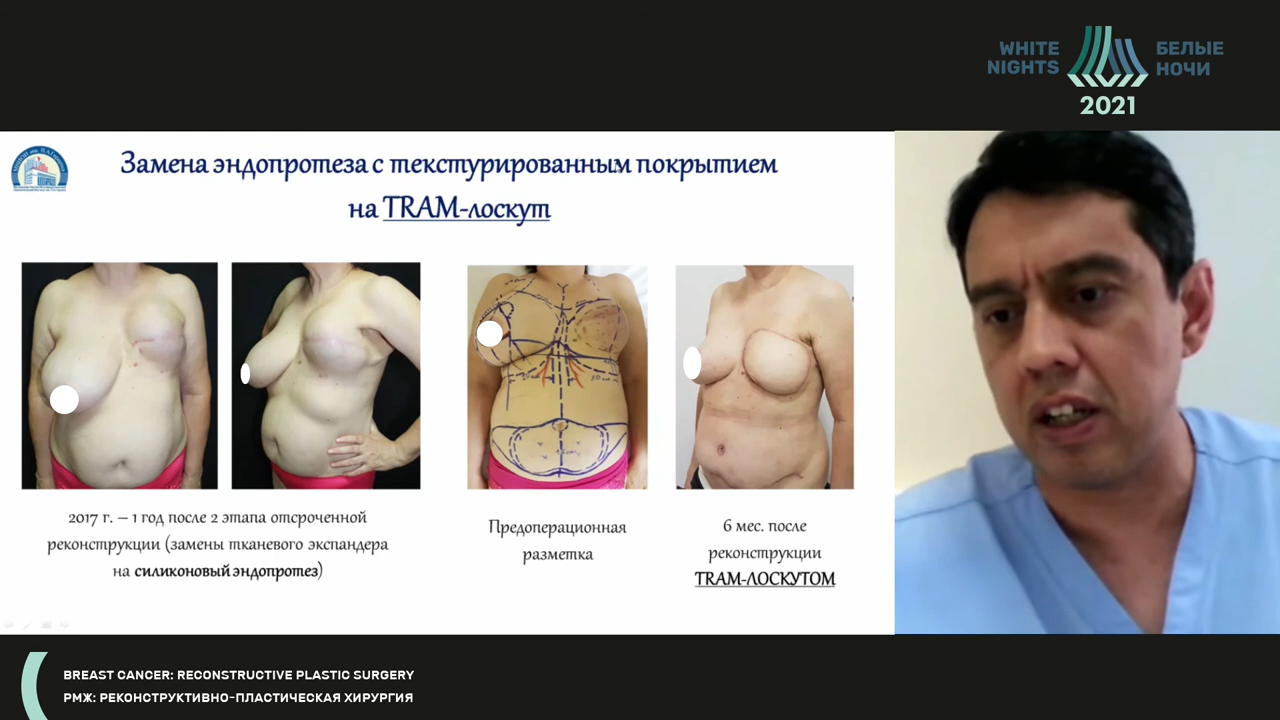 WHITE
NIGHTS
БЕЛЫЕ
НОЧИ
2021
Замена эндопротеза с текстурированным покрытием
на TRAM-лоскут
2017 г. – 1 год после 2 этапа отсроченной
реконструкции (замены тканевого экспандера
на силиконовый эндопротез)
Предоперационная
разметка
6 мес. после
реконструкции
TRAM-ЛОСКУТОМ
BREAST CANCER: RECONSTRUCTIVE PLASTIC SURGERY
РМЖ: РЕКОНСТРУКТИВНО-ПЛАСТИЧЕСКАЯ ХИРУРГИЯ